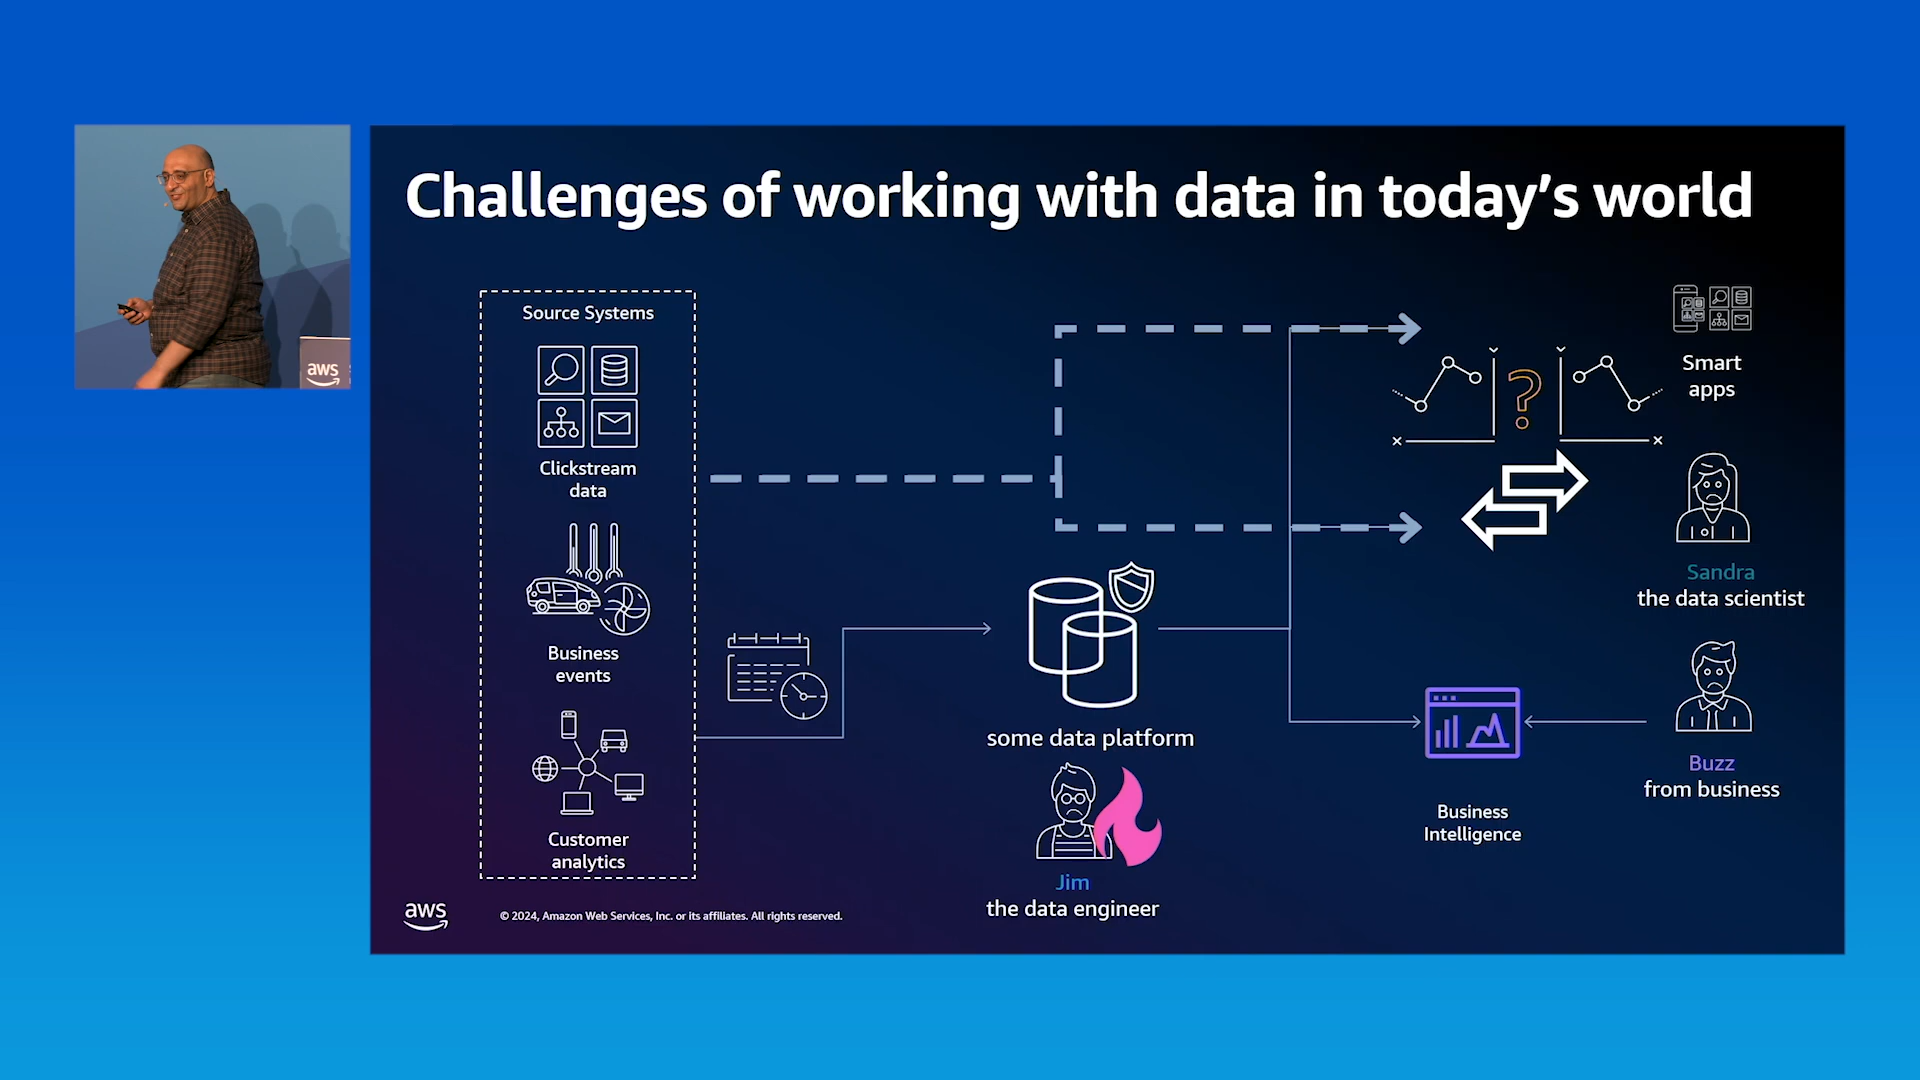 Challenges of working with data in today's world
Source Systems
Clickstream
data
Business
events
Customer
analytics
some data platform
Jim
the data engineer
?
Smart
apps
Sandra
the data scientist
Buzz
from business
Business
Intelligence
aws
© 2024, Amazon Web Services, Inc. or its affiliates. All rights reserved.
aws